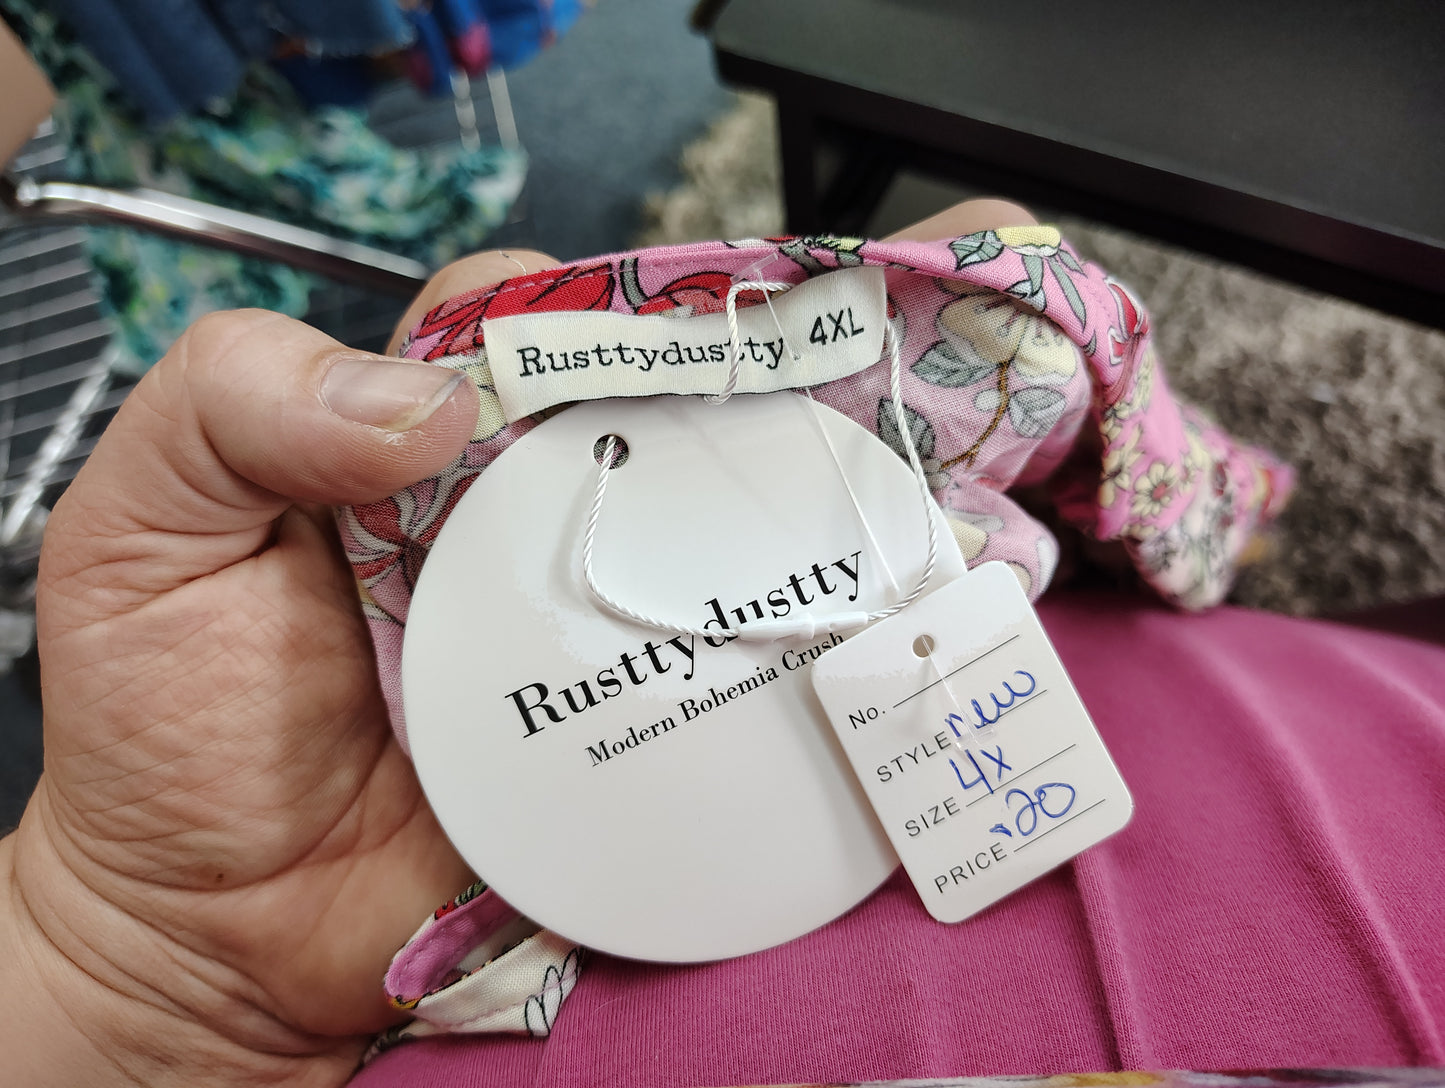 Rusttydustty 4XL
Rusttydustty
Modern Bohemia Crush
No.
STYLE new
SIZE 4x
PRICE 20